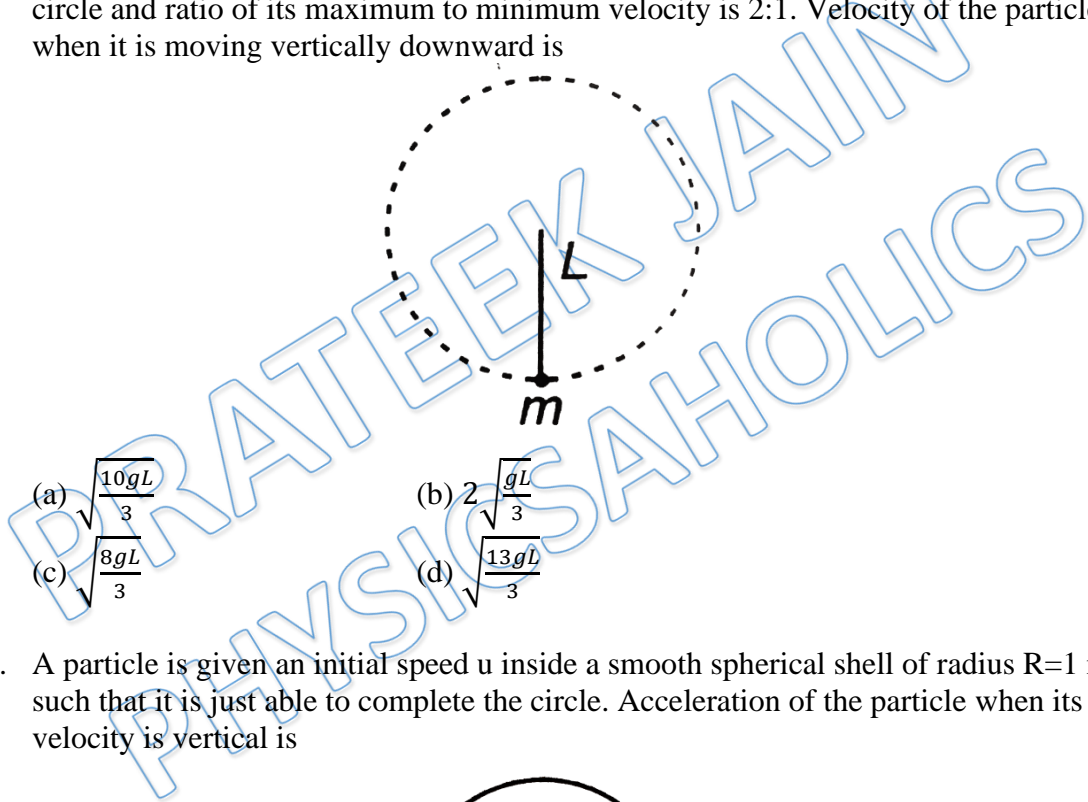 circle and ratio of its maximum to minimum velocity is 2:1. Velocity of the particle
when it is moving vertically downward is
L
m
(a) √(10gL/3) (b) 2√(gL/3)
(c) √(8gL/3) (d) √(13gL/3)
. A particle is given an initial speed u inside a smooth spherical shell of radius R=1
such that it is just able to complete the circle. Acceleration of the particle when its
velocity is vertical is
PRATEEK JAIN
PHYSICSAHOLICS